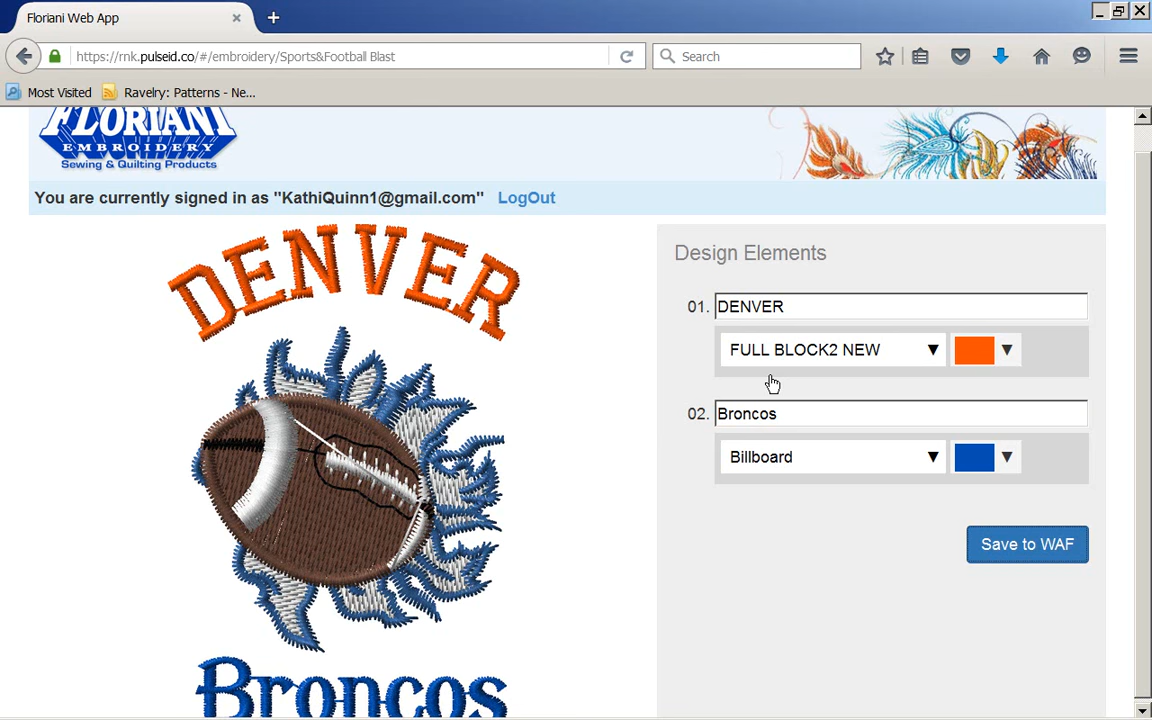 Floriani Web App
https://rnk.pulseid.co/#/embroidery/Sports&Football Blast
Search
Most Visited
Ravelry: Patterns - Ne...
FLORIANI
EMBROIDERY
Sewing & Quilting Products
You are currently signed in as "KathiQuinn1@gmail.com" LogOut
DENVER
Broncos
Design Elements
01. DENVER
FULL BLOCK2 NEW
02. Broncos
Billboard
Save to WAF